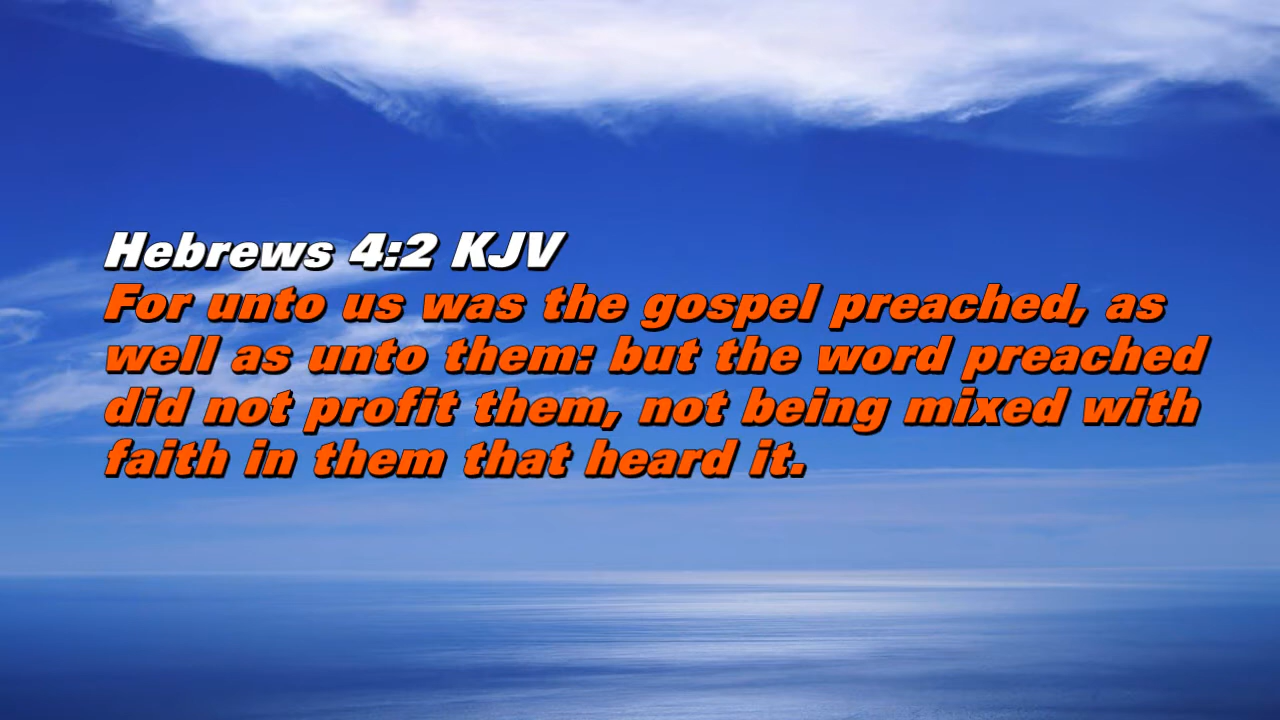 Hebrews 4:2 KJV
For unto us was the gospel preached, as
well as unto them: but the word preached
did not profit them, not being mixed with
faith in them that heard it.